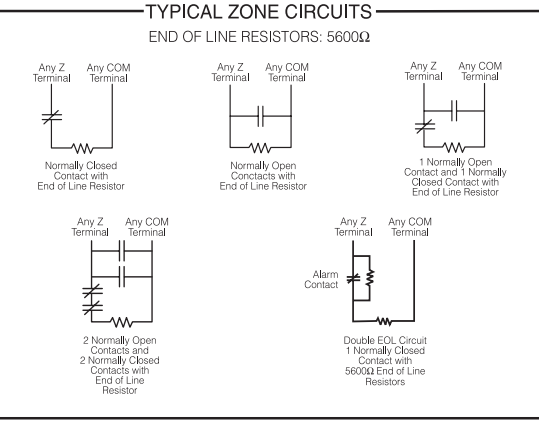 TYPICAL ZONE CIRCUITS
END OF LINE RESISTORS: 5600Ω
Any Z
Terminal
Any COM
Terminal
Normally Closed
Contact with
End of Line Resistor
Any Z
Terminal
Any COM
Terminal
Normally Open
Conctacts with
End of Line Resistor
Any Z
Terminal
Any COM
Terminal
1 Normally Open
Contact and 1 Normally
Closed Contact with
End of Line Resistor
Any Z
Terminal
Any COM
Terminal
2 Normally Open
Contacts and
2 Normally Closed
Contacts with
End of Line
Resistor
Any Z
Terminal
Any COM
Terminal
Alarm
Contact
Double EOL Circuit
1 Normally Closed
Contact with
5600Ω End of Line
Resistors